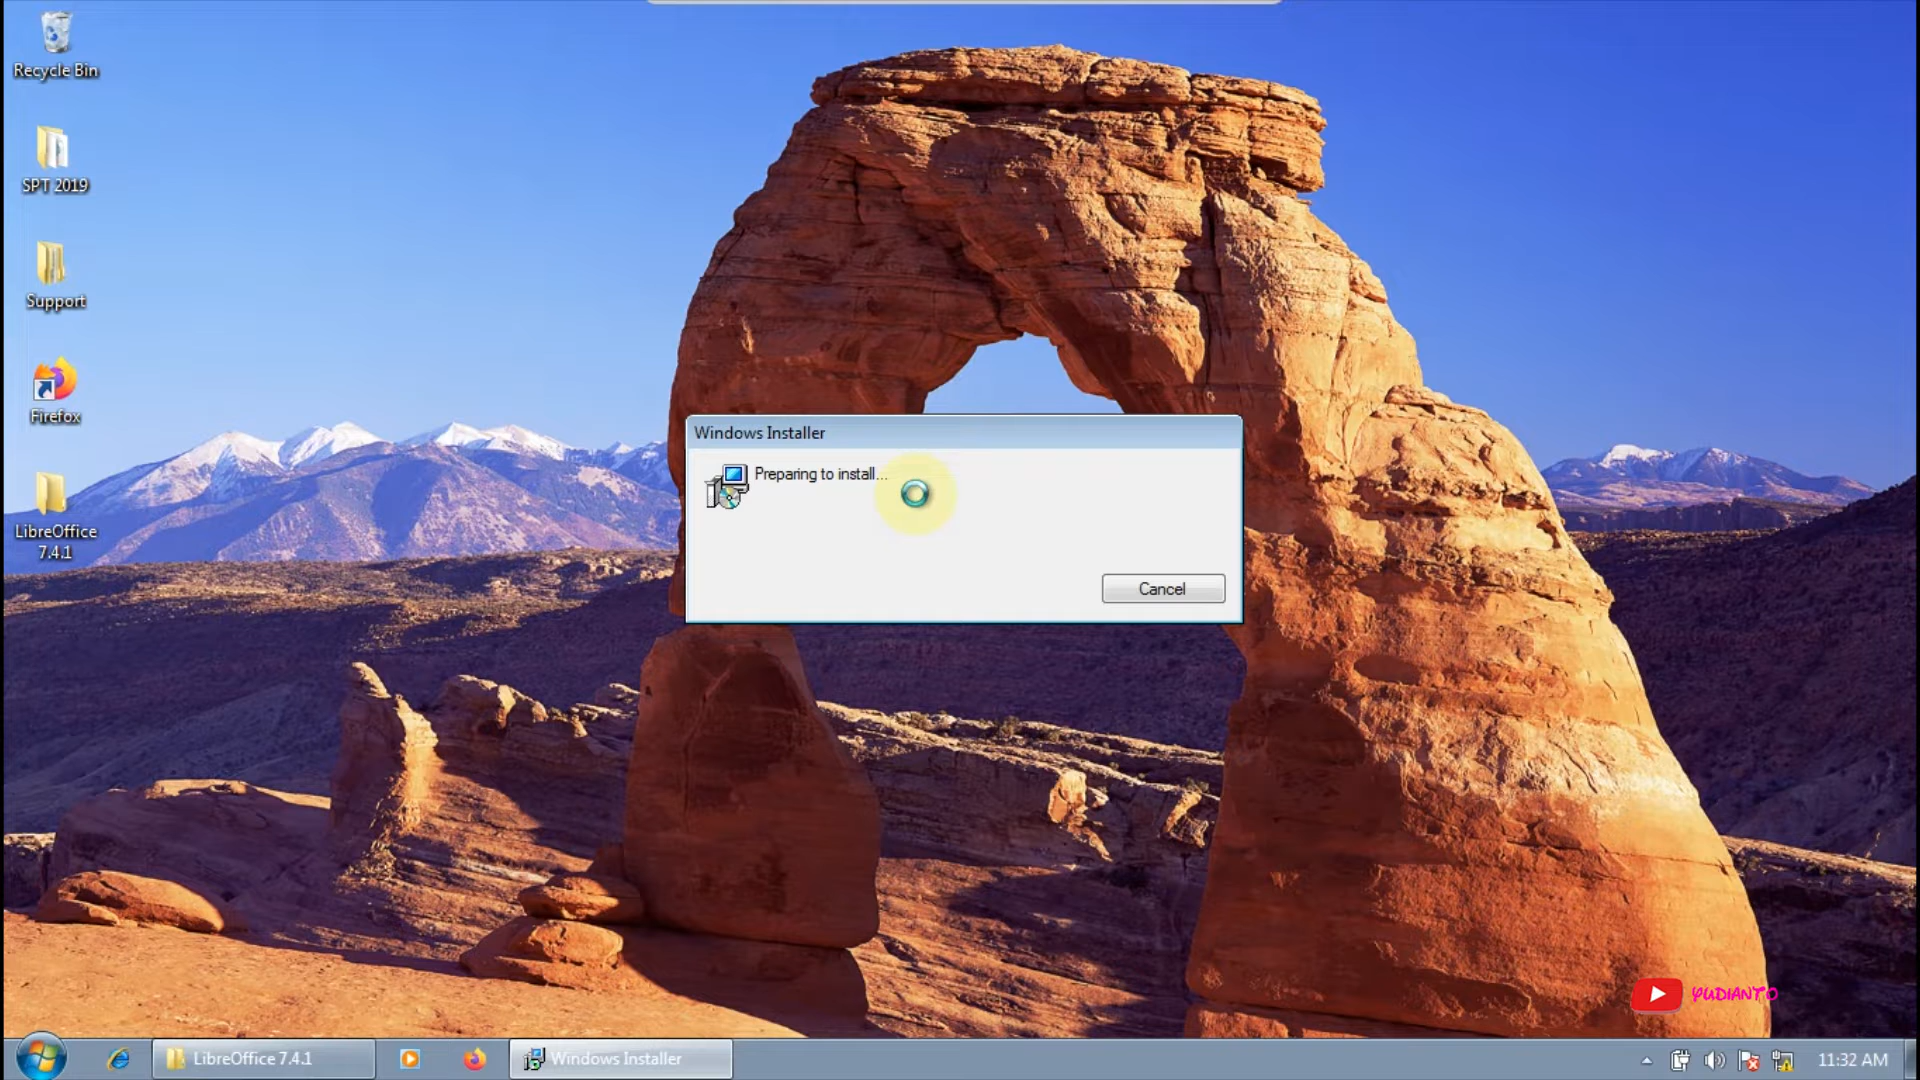 Recycle Bin
SPT 2019
Support
Firefox
LibreOffice
7.4.1
Windows Installer
Preparing to install...
Cancel
YUDIANTO
LibreOffice 7.4.1
Windows Installer
11:32 AM